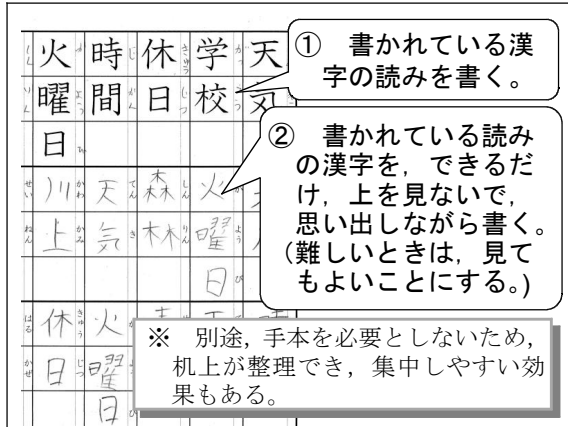 ① 書かれている漢
字の読みを書く。
② 書かれている読み
の漢字を，できるだ
け，上を見ないで，
思い出しながら書く。
（難しいときは，見て
もよいことにする。)
※ 別途，手本を必要としないため，
机上が整理でき，集中しやすい効
果もある。
天気
学校
休日
時間
火曜日
火曜日
森林
天気
川上
火曜日
休日